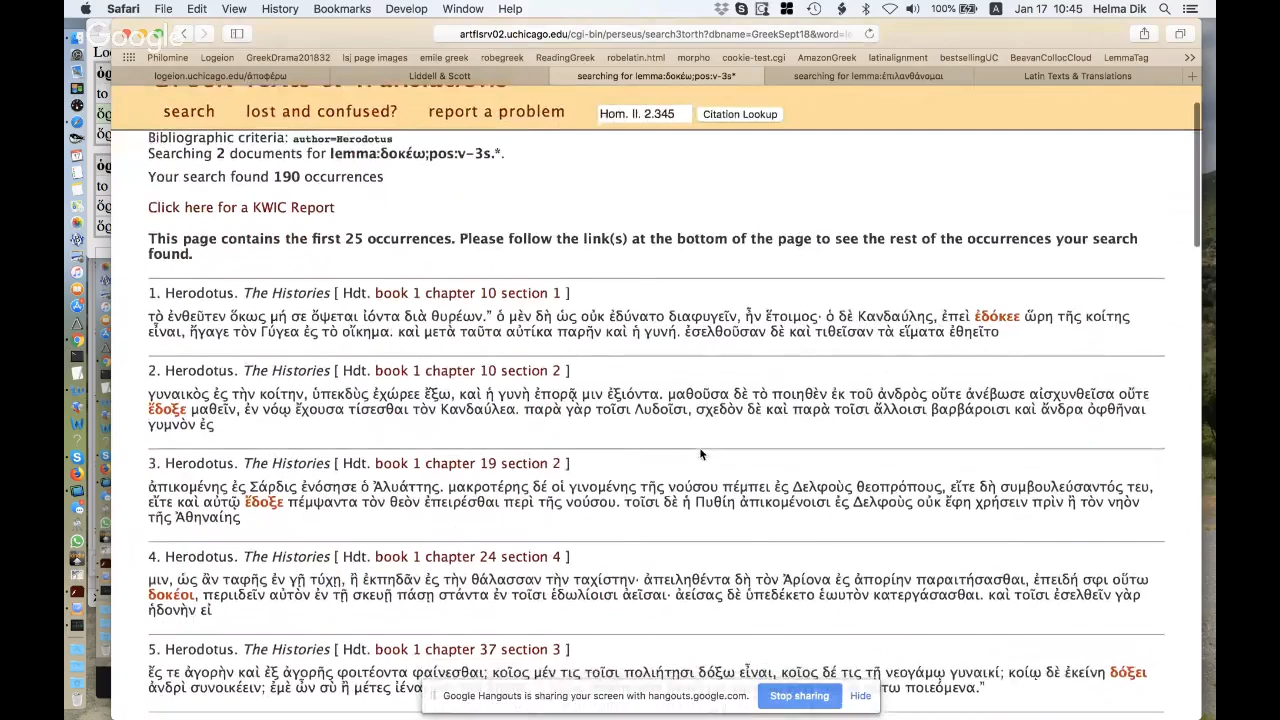 Safari File Edit View History Bookmarks Develop Window Help 100% Jan 17 10:45 Helma Dik
Google
artflsrv02.uchicago.edu/cgi-bin/perseus/search3torth?dbname=GreekSept18&word=l
Philomine Logeion GreekDrama201832 lsj page images emile greek robegreek ReadingGreek robelatin.html morpho cookie-test.cgi AmazonGreek latinlinking bestsellingUC BeavanCollocCloud LemmaTag
logeion.uchicago.edu/ἀποφέρω Liddell & Scott searching for lemma:δοκέω;pos:v-3s* searching for lemma:ἐπιλανθάνομαι Latin Texts & Translations
search lost and confused? report a problem Hom. Il. 2.345 Citation Lookup
Bibliographic criteria: author=Herodotus
Searching 2 documents for lemma:δοκέω;pos:v-3s.*.
Your search found 190 occurrences
Click here for a KWIC Report
This page contains the first 25 occurrences. Please follow the link(s) at the bottom of the page to see the rest of the occurrences your search
found.
1. Herodotus. The Histories [ Hdt. book 1 chapter 10 section 1 ]
τὸ ἐνθεῦτεν ὅκως μή σε ὄψεται ἰόντα διὰ θυρέων.” ὁ μὲν δὴ ὡς οὐκ ἐδύνατο διαφυγεῖν, ἦν ἕτοιμος· ὁ δὲ Κανδαύλης, ἐπεὶ ἐδόκεε ὥρη τῆς κοίτης
εἶναι, ἤγαγε τὸν Γύγεα ἐς τὸ οἴκημα. καὶ μετὰ ταῦτα αὐτίκα παρῆν καὶ ἡ γυνή. ἐσελθοῦσαν δὲ καὶ τιθεῖσαν τὰ εἵματα ἐθηεῖτο
2. Herodotus. The Histories [ Hdt. book 1 chapter 10 section 2 ]
γυναικὸς ἐς τὴν κοίτην, ὑπεκδὺς ἐχώρεε ἔξω, καὶ ἡ γυνὴ ἐπορᾷ μιν ἐξιόντα. μαθοῦσα δὲ τὸ ποιηθὲν ἐκ τοῦ ἀνδρὸς οὔτε ἀνέβωσε αἰσχυνθεῖσα οὔτε
ἔδοξε μαθεῖν, ἐν νόῳ ἔχουσα τίσεσθαι τὸν Κανδαύλεα. παρὰ γὰρ τοῖσι Λυδοῖσι, σχεδὸν δὲ καὶ παρὰ τοῖσι ἄλλοισι βαρβάροισι καὶ ἄνδρα ὀφθῆναι
γυμνὸν ἐς
3. Herodotus. The Histories [ Hdt. book 1 chapter 19 section 2 ]
ἀπικομένης ἐς Σάρδις ἐνόσησε ὁ Ἀλυάττης. μακροτέρης δέ οἱ γινομένης τῆς νούσου πέμπει ἐς Δελφοὺς θεοπρόπους, εἴτε δὴ συμβουλεύσαντός τευ,
εἴτε καὶ αὐτῷ ἔδοξε πέμψαντα τὸν θεὸν ἐπειρέσθαι περὶ τῆς νούσου. τοῖσι δὲ ἡ Πυθίη ἀπικομένοισι ἐς Δελφοὺς οὐκ ἔφη χρήσειν πρὶν ἢ τὸν νηὸν
τῆς Ἀθηναίης
4. Herodotus. The Histories [ Hdt. book 1 chapter 24 section 4 ]
μιν, ὡς ἂν ταφῆς ἐν γῇ τύχῃ, ἢ ἐκπηδᾶν ἐς τὴν θάλασσαν τὴν ταχίστην· ἀπειληθέντα δὴ τὸν Ἀρίονα ἐς ἀπορίην παραιτήσασθαι, ἐπειδή σφι οὕτω
δοκέοι, περιιδεῖν αὐτὸν ἐν τῇ σκευῇ πάσῃ στάντα ἐν τοῖσι ἑδωλίοισι ἀεῖσαι· ἀείσας δὲ ὑπεδέκετο ἑωυτὸν κατεργάσασθαι. καὶ τοῖσι ἐσελθεῖν γὰρ
ἡδονὴν εἰ
5. Herodotus. The Histories [ Hdt. book 1 chapter 37 section 3 ]
ἔς τε ἀγορὴν καὶ ἐξ ἀγορῆς φοιτέοντα φαίνεσθαι; κοῖος μέν τις τοῖσι πολιήτῃσι δόξω εἶναι, κοῖος δέ τις τῇ νεογάμῳ γυναικί; κοίῳ δὲ ἐκείνη δόξει
ἀνδρὶ συνοικέειν; ἐμὲ ὦν σὺ ἢ μέτες ἰέναι ποιεόμενα.”
Google Hangouts is sharing your screen with hangouts.google.com. Stop sharing Hide